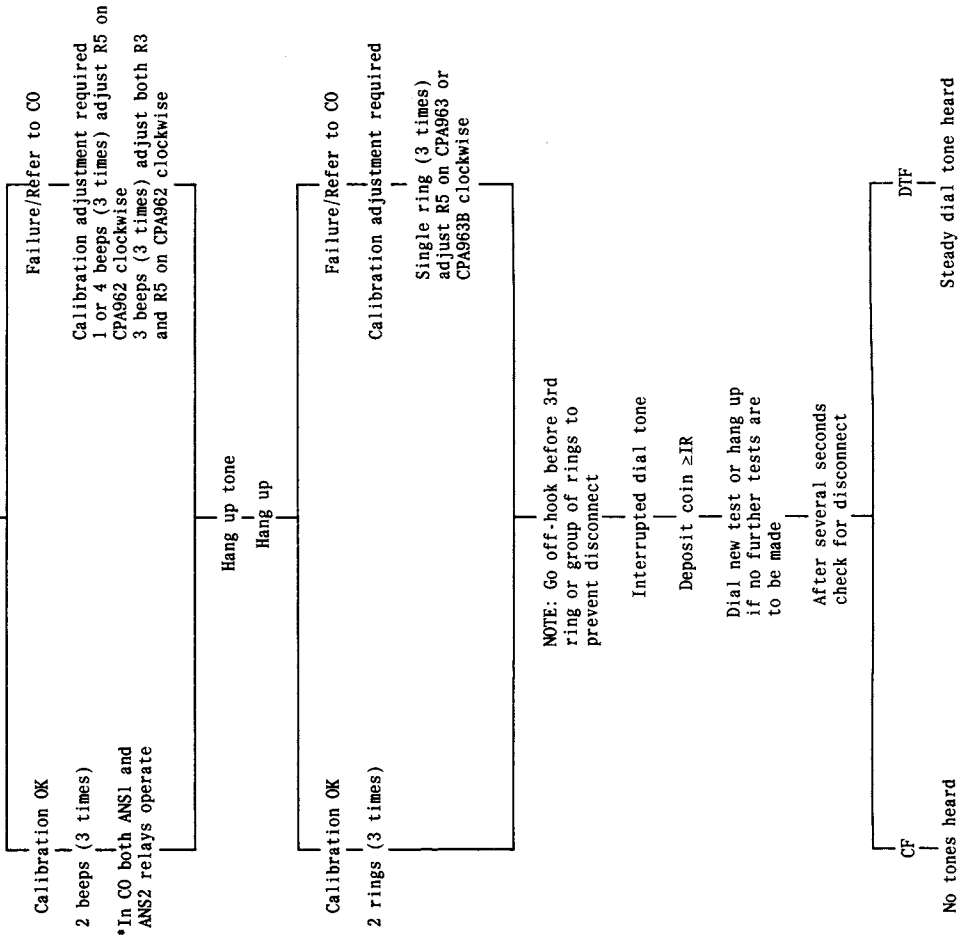 Calibration OK
2 beeps (3 times)
*In CO both ANS1 and
ANS2 relays operate
Failure/Refer to CO
Calibration adjustment required
1 or 4 beeps (3 times) adjust R5 on
CPA962 clockwise
3 beeps (3 times) adjust both R3
and R5 on CPA962 clockwise
Hang up tone
Hang up
Calibration OK
2 rings (3 times)
Failure/Refer to CO
Calibration adjustment required
Single ring (3 times)
adjust R5 on CPA963 or
CPA963B clockwise
NOTE: Go off-hook before 3rd
ring or group of rings to
prevent disconnect
Interrupted dial tone
Deposit coin ≥IR
Dial new test or hang up
if no further tests are
to be made
After several seconds
check for disconnect
CF
No tones heard
DTF
Steady dial tone heard